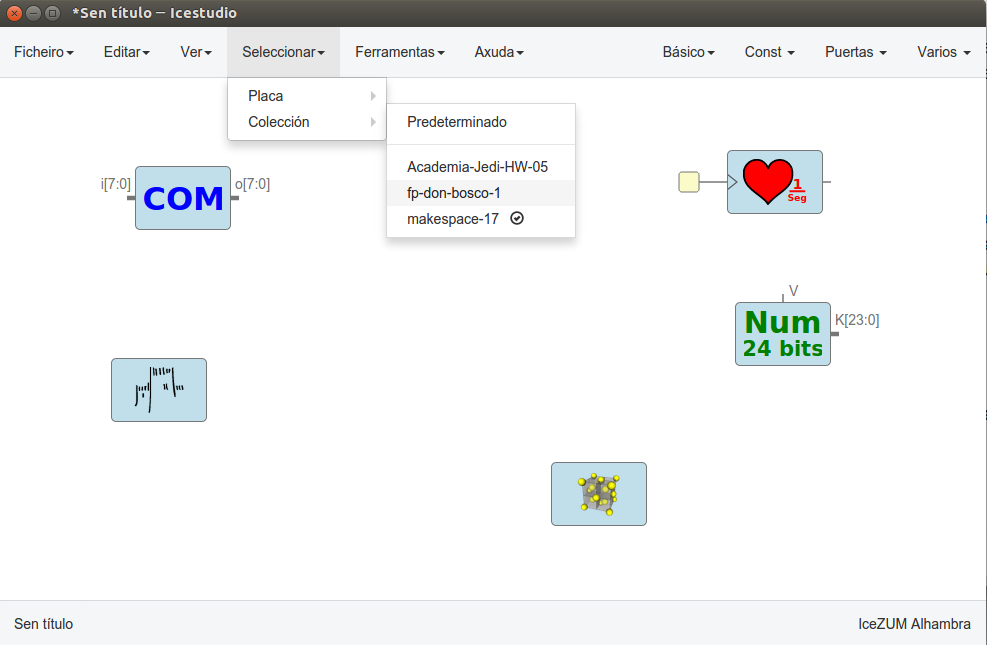 *Sen título — Icestudio
Ficheiro Editar Ver Seleccionar Ferramentas Axuda Básico Const Puertas Varios
Placa
Colección
Predeterminado
Academia-Jedi-HW-05
fp-don-bosco-1
makespace-17
i[7:0] COM o[7:0]
1
Seg
V
Num
24 bits
K[23:0]
Sen título IceZUM Alhambra